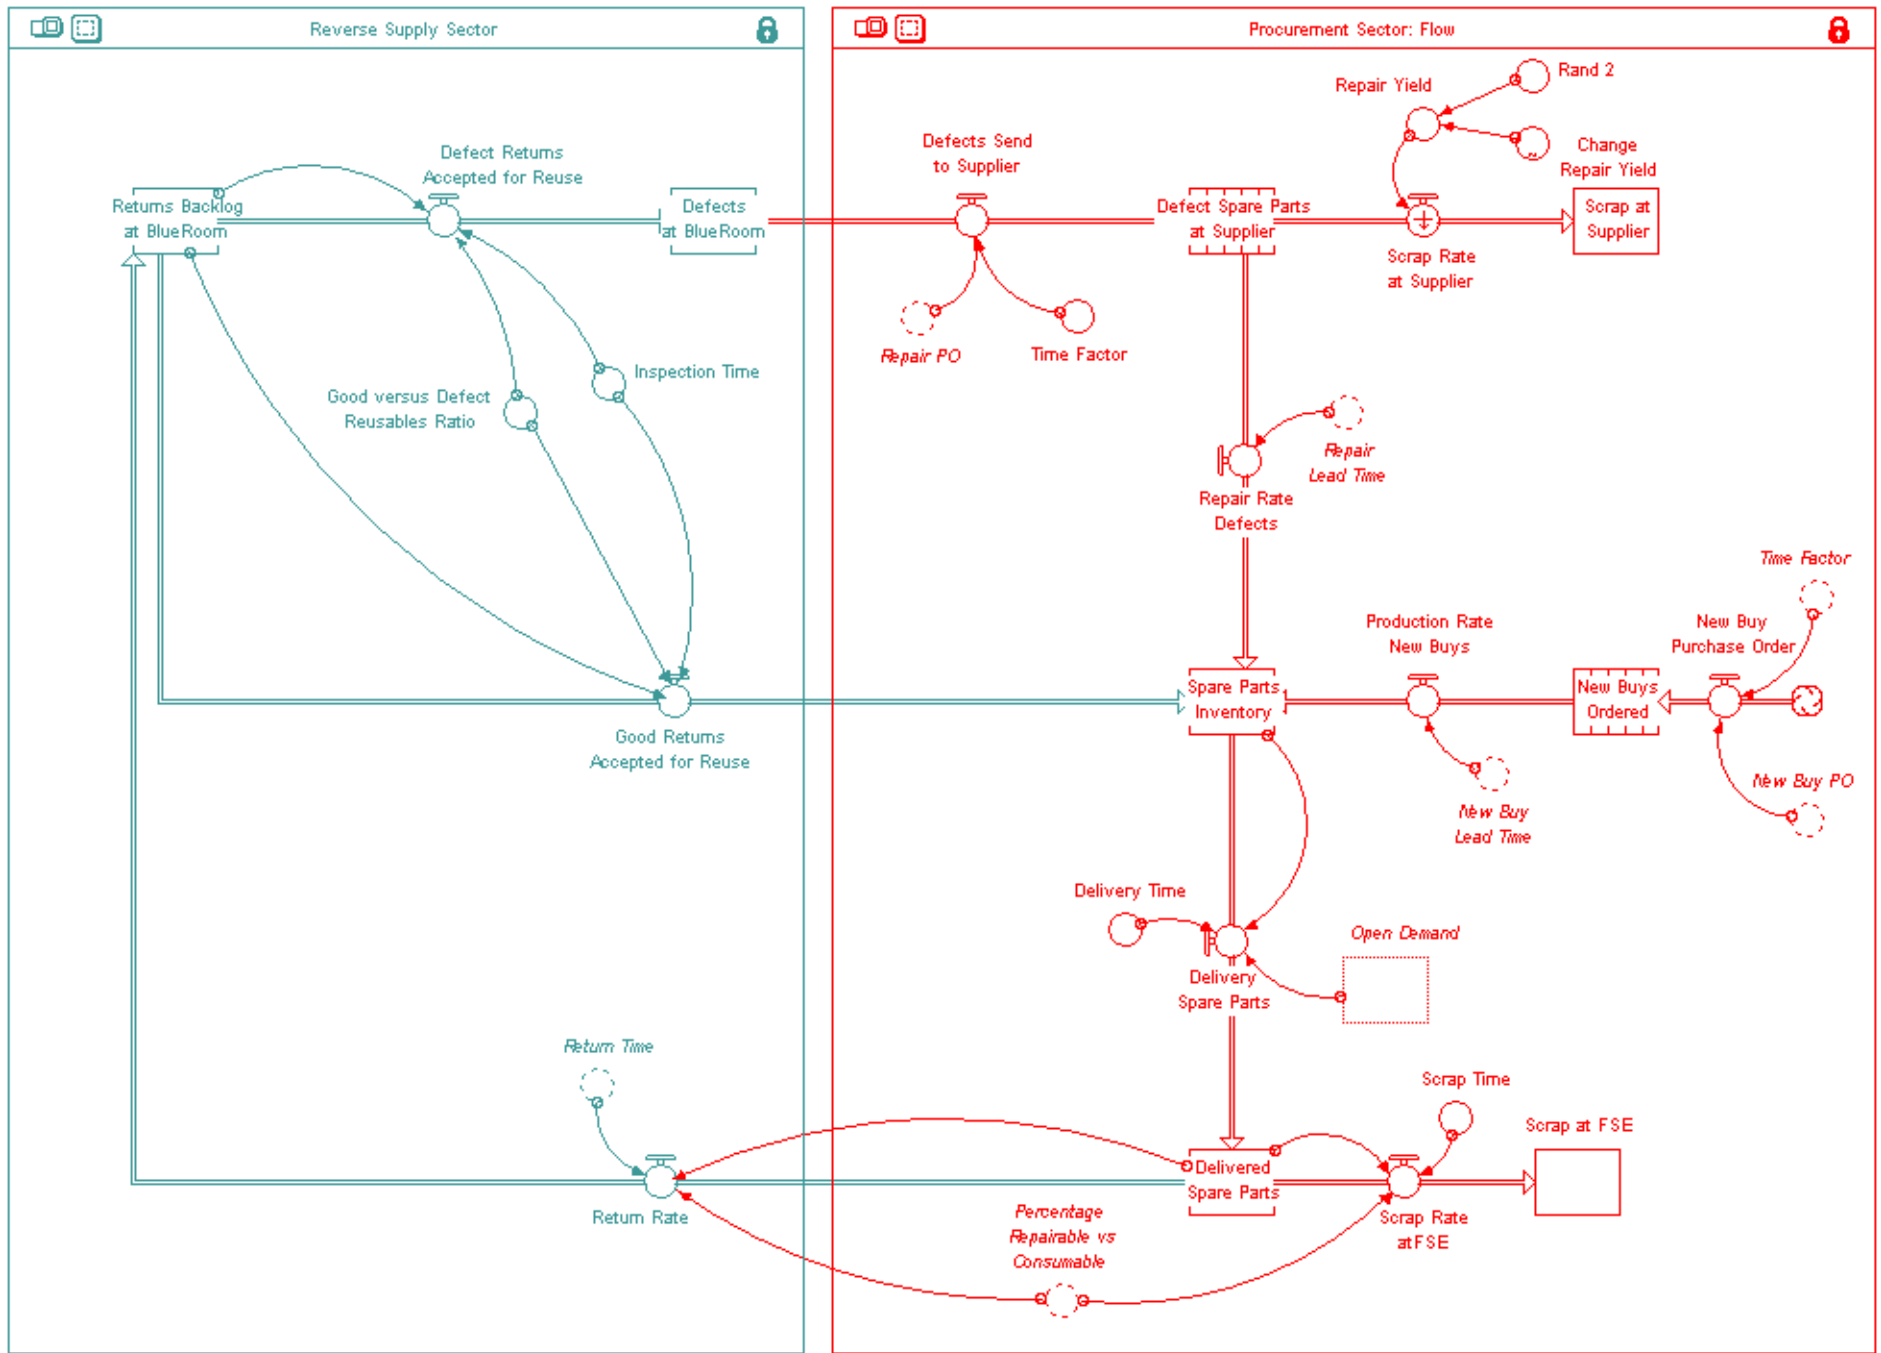 Reverse Supply Sector
Defect Returns
Accepted for Reuse
Returns Backlog
at BlueRoom
Defects
at BlueRoom
Inspection Time
Good versus Defect
Reusables Ratio
Good Returns
Accepted for Reuse
Return Time
Return Rate
Procurement Sector: Flow
Rand 2
Repair Yield
Change
Repair Yield
Defects Send
to Supplier
Defect Spare Parts
at Supplier
Scrap at
Supplier
Scrap Rate
at Supplier
Repair PO
Time Factor
Repair
Lead Time
Repair Rate
Defects
Time Factor
Production Rate
New Buys
New Buy
Purchase Order
Spare Parts
Inventory
New Buys
Ordered
New Buy PO
New Buy
Lead Time
Delivery Time
Open Demand
Delivery
Spare Parts
Scrap Time
Scrap at FSE
Delivered
Spare Parts
Percentage
Repairable vs
Consumable
Scrap Rate
atFSE